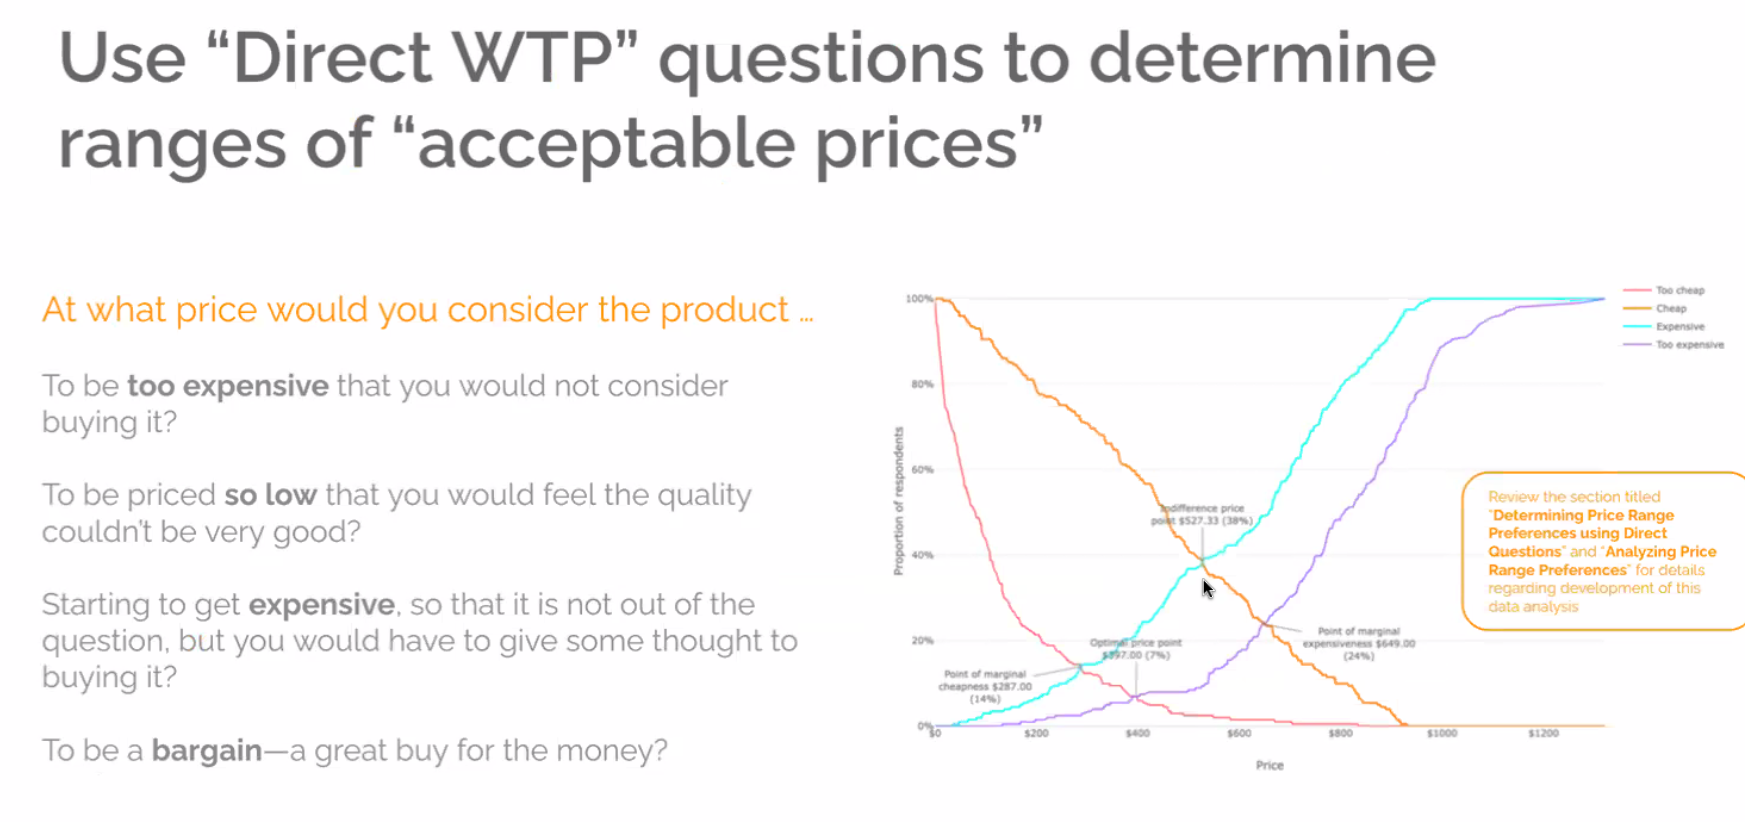 Use “Direct WTP” questions to determine
ranges of “acceptable prices”
At what price would you consider the product ...
To be too expensive that you would not consider
buying it?
To be priced so low that you would feel the quality
couldn’t be very good?
Starting to get expensive, so that it is not out of the
question, but you would have to give some thought to
buying it?
To be a bargain—a great buy for the money?
100%
80%
60%
40%
20%
0%
Proportion of respondents
$0
$200
$400
$600
$800
$1000
$1200
Price
Indifference price
point $527.33 (38%)
Optimal price point
$397.00 (7%)
Point of marginal
cheapness $287.00
(14%)
Point of marginal
expensiveness $649.00
(24%)
Too cheap
Cheap
Expensive
Too expensive
Review the section titled
“Determining Price Range
Preferences using Direct
Questions” and “Analyzing Price
Range Preferences” for details
regarding development of this
data analysis